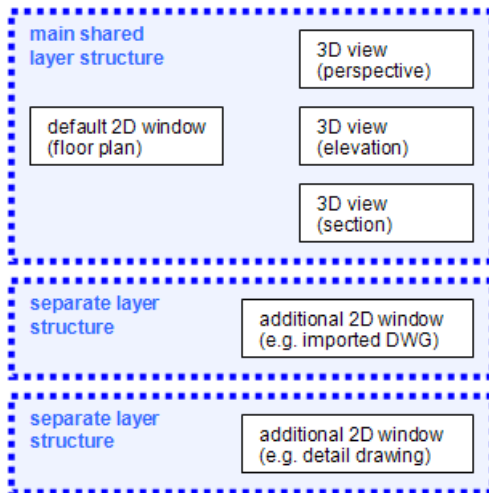 main shared
layer structure
3D view
(perspective)
default 2D window
(floor plan)
3D view
(elevation)
3D view
(section)
separate layer
structure
additional 2D window
(e.g. imported DWG)
separate layer
structure
additional 2D window
(e.g. detail drawing)